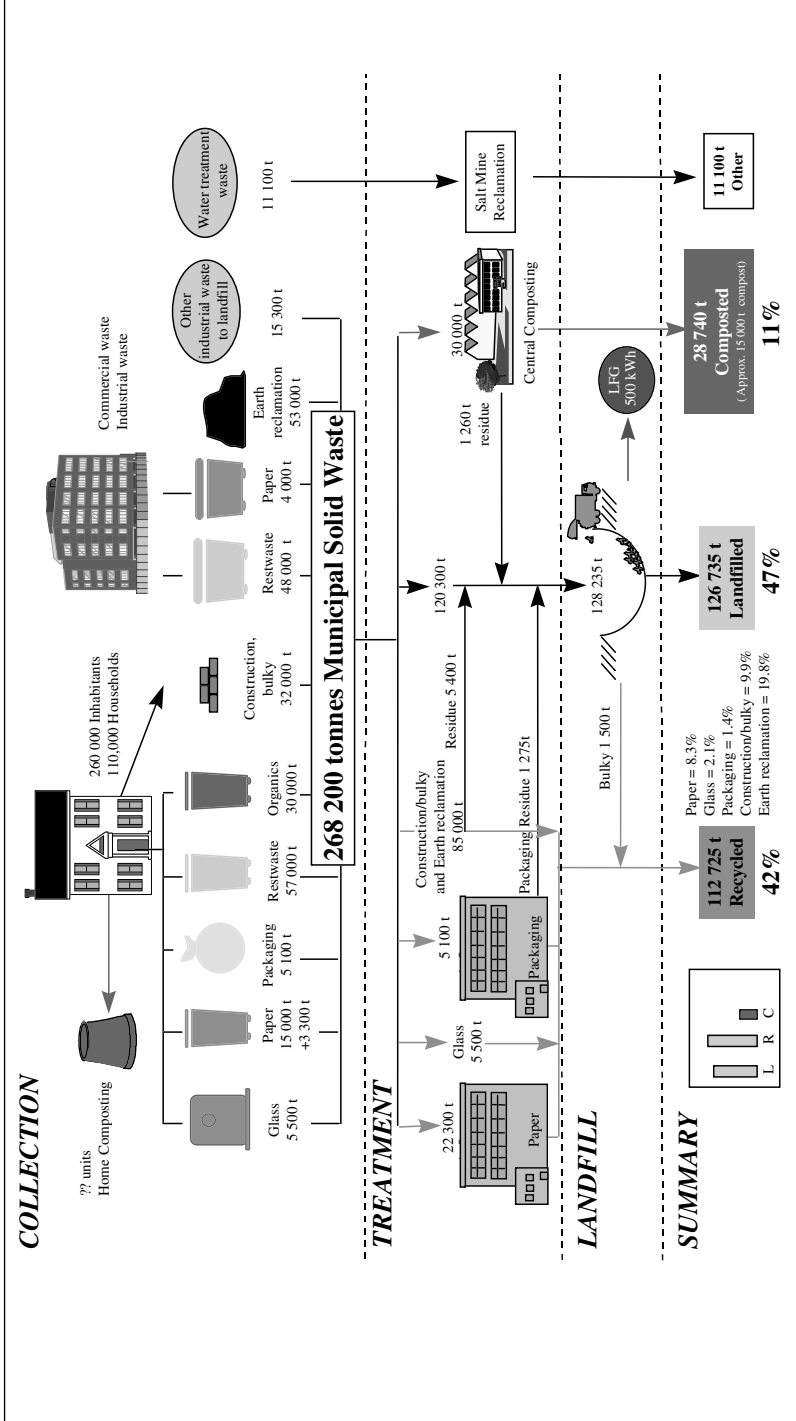 COLLECTION
?? units
Home Composting
260 000 Inhabitants
110,000 Households
Commercial waste
Industrial waste
Glass
5 500 t
Paper
15 000 t
+3 300 t
Packaging
5 100 t
Restwaste
57 000 t
Organics
30 000 t
Construction,
bulky
32 000 t
Restwaste
48 000 t
Paper
4 000 t
Earth
reclamation
53 000 t
Other
industrial waste
to landfill
15 300 t
Water treatment
waste
11 100 t
268 200 tonnes Municipal Solid Waste
TREATMENT
22 300 t
Paper
Glass
5 500 t
5 100 t
Packaging
Construction/bulky
and Earth reclamation
85 000 t
Residue 5 400 t
Packaging Residue 1 275t
120 300 t
1 260 t
residue
30 000 t
Central Composting
Salt Mine
Reclamation
LANDFILL
Bulky 1 500 t
128 235 t
LFG
500 kWh
SUMMARY
L R C
112 725 t
Recycled
42%
Paper = 8.3%
Glass = 2.1%
Packaging = 1.4%
Construction/bulky = 9.9%
Earth reclamation = 19.8%
126 735 t
Landfilled
47%
28 740 t
Composted
( Approx. 15 000 t compost)
11%
11 100 t
Other